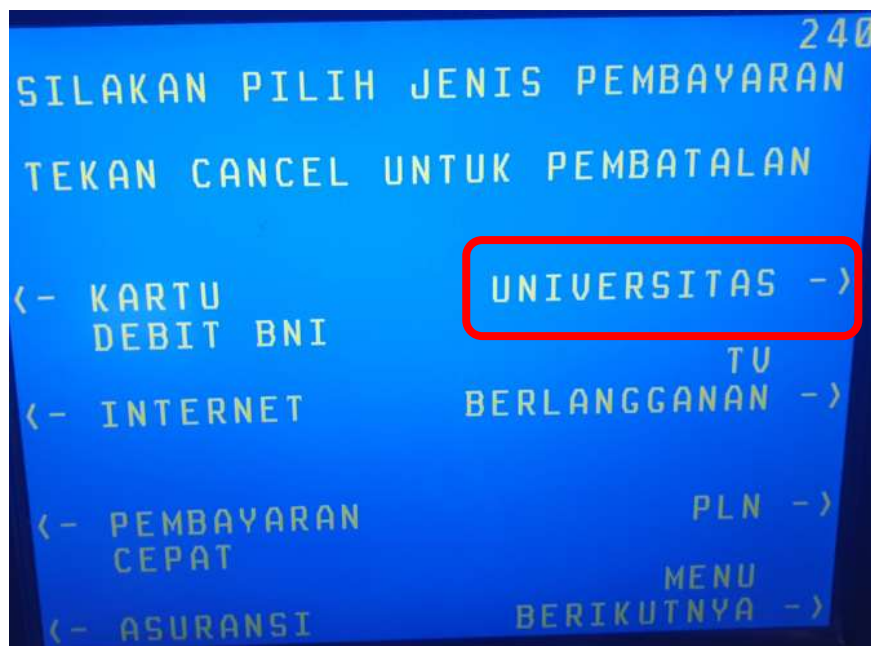 240
SILAKAN PILIH JENIS PEMBAYARAN
TEKAN CANCEL UNTUK PEMBATALAN
<- KARTU
DEBIT BNI
UNIVERSITAS ->
TV
BERLANGGANAN ->
<- INTERNET
PLN ->
<- PEMBAYARAN
CEPAT
MENU
BERIKUTNYA ->
<- ASURANSI